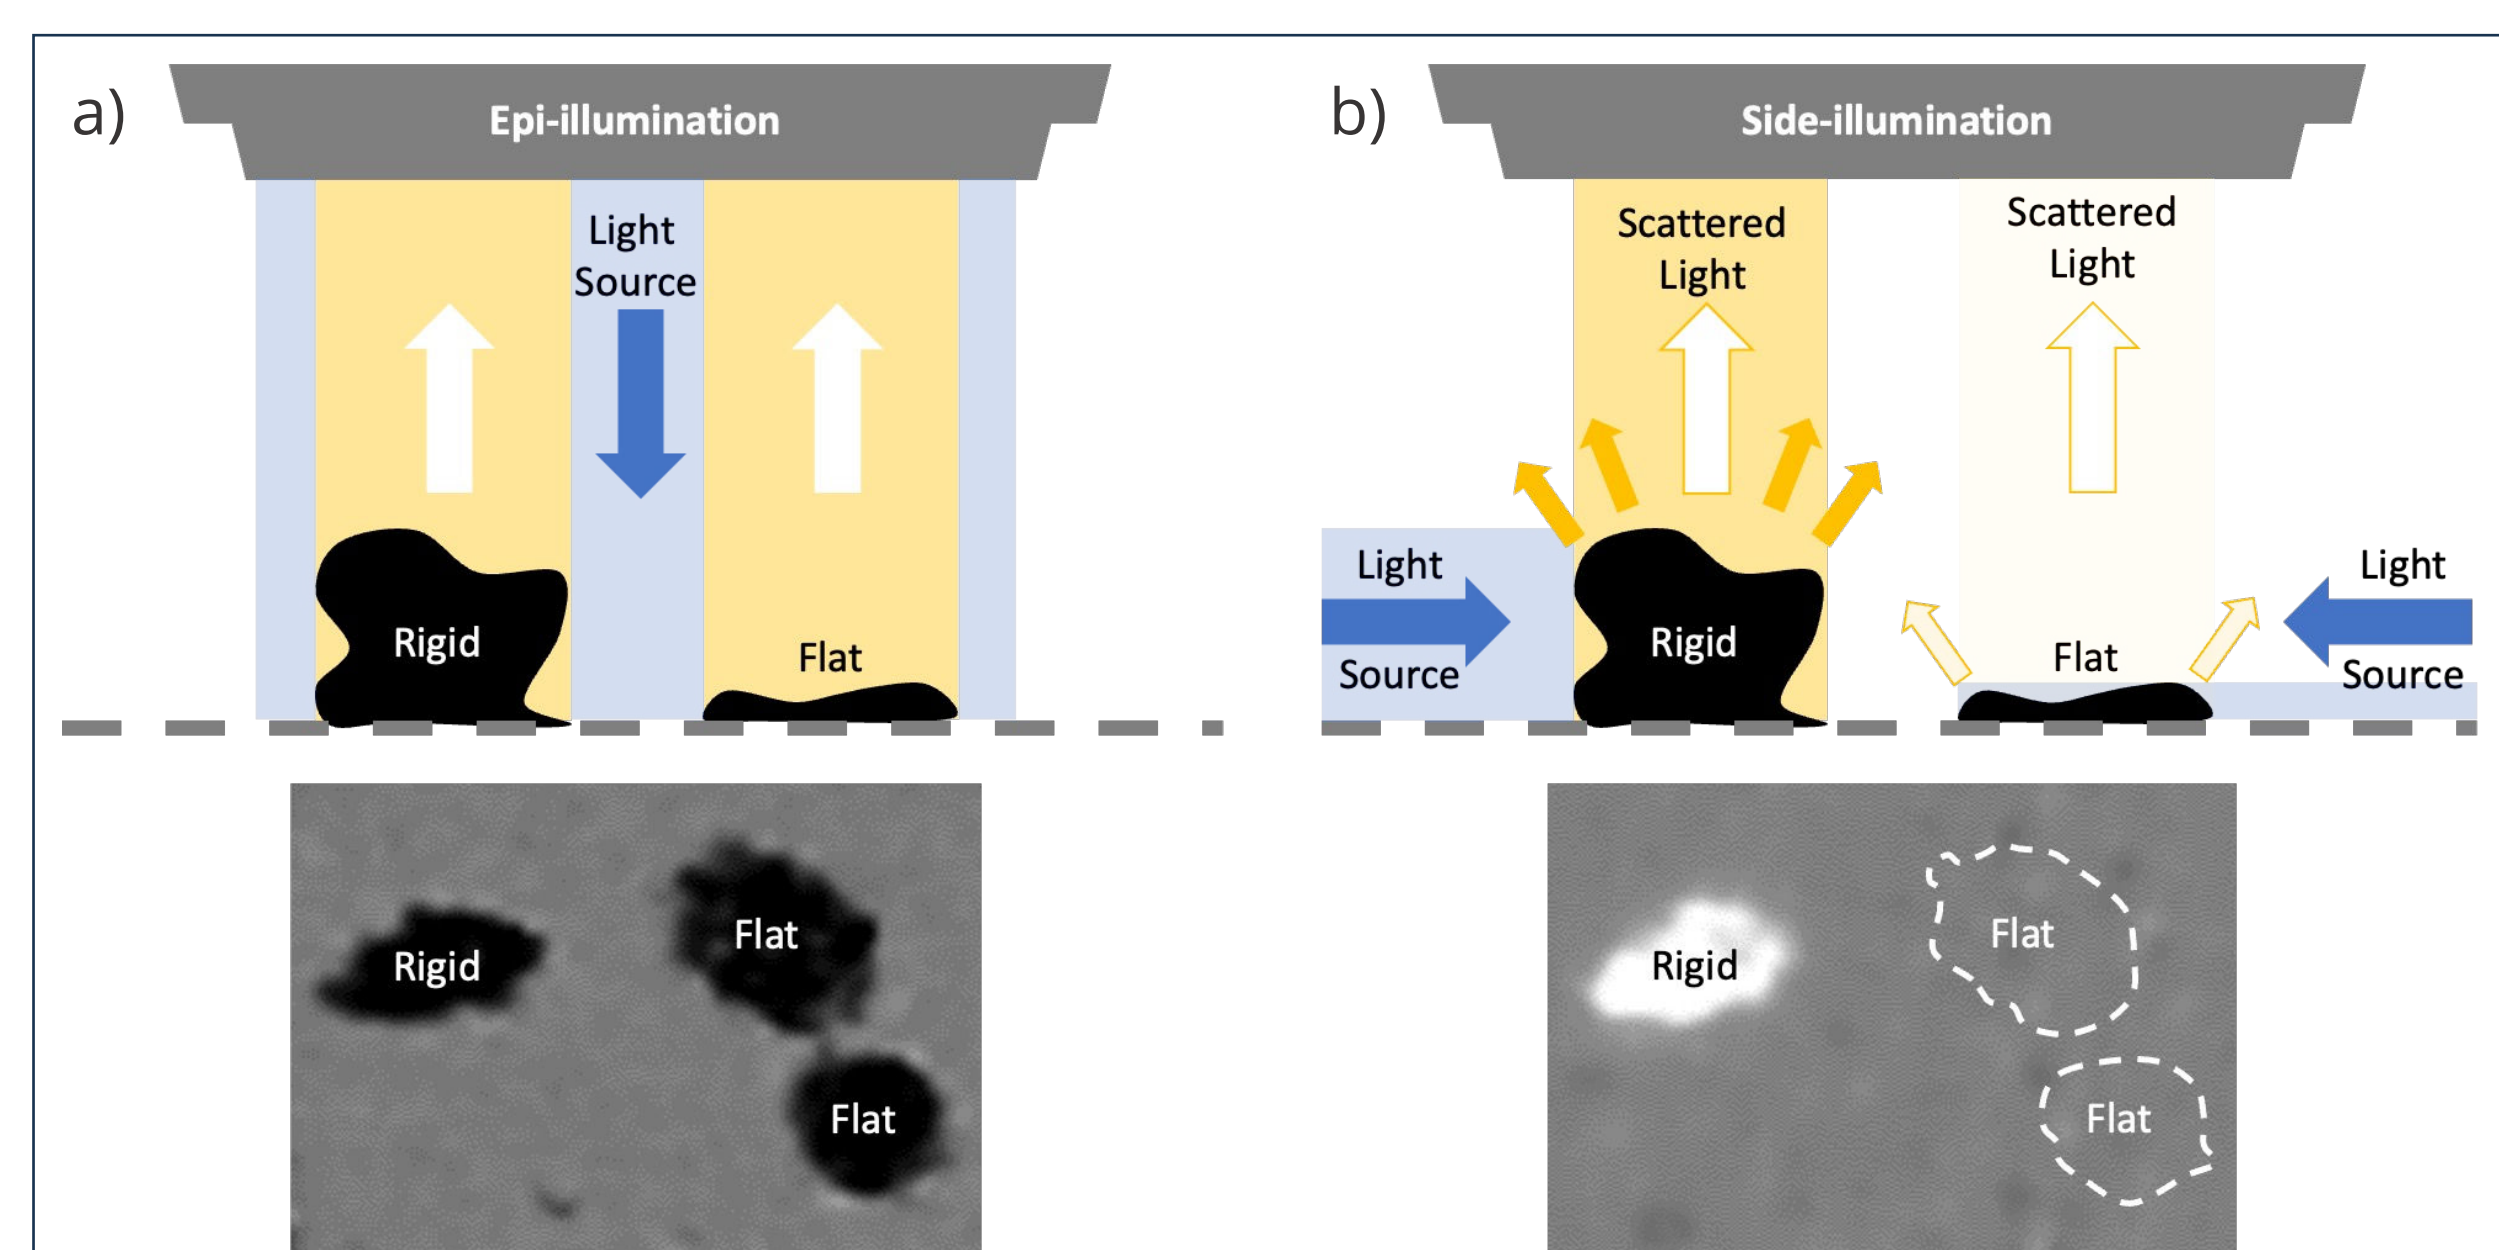 a)
Epi-illumination
Light
Source
Rigid
Flat
Rigid
Flat
Flat
b)
Side-illumination
Scattered
Light
Scattered
Light
Light
Source
Rigid
Flat
Light
Source
Rigid
Flat
Flat